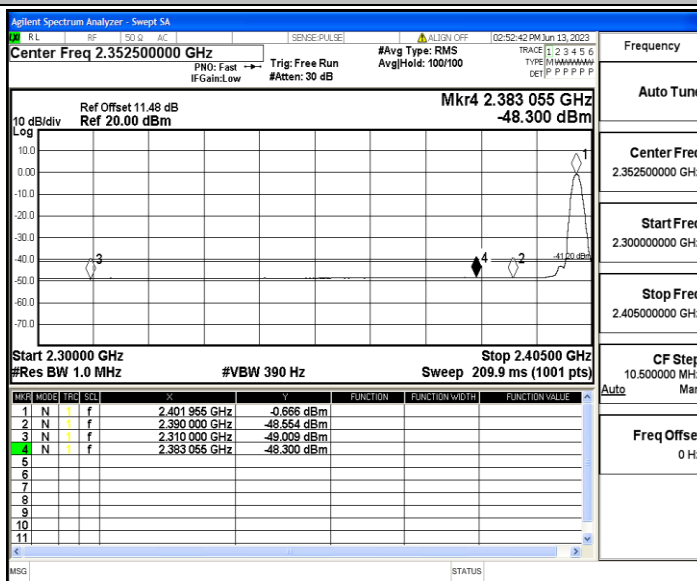 Agilent Spectrum Analyzer - Swept SA
RL RF 50 Ω AC SENSE:PULSE ALIGN OFF 02:52:42 PM Jun 13, 2023
Center Freq 2.352500000 GHz
PNO: Fast
IFGain:Low
Trig: Free Run
#Atten: 30 dB
#Avg Type: RMS
Avg|Hold: 100/100
TRACE 1 2 3 4 5 6
TYPE M
DET P P P P P P
Ref Offset 11.48 dB
10 dB/div Ref 20.00 dBm
Log
Mkr4 2.383 055 GHz
-48.300 dBm
10.0
0.00
-10.0
-20.0
-30.0
-40.0
-50.0
-60.0
-70.0
1
3
4
2
-41.20 dBm
Start 2.30000 GHz Stop 2.40500 GHz
#Res BW 1.0 MHz #VBW 390 Hz Sweep 209.9 ms (1001 pts)
MKR MODE TRC SCL X Y FUNCTION FUNCTION WIDTH FUNCTION VALUE
1 N 1 f 2.401 955 GHz -0.666 dBm
2 N 1 f 2.390 000 GHz -48.554 dBm
3 N 1 f 2.310 000 GHz -49.009 dBm
4 N 1 f 2.383 055 GHz -48.300 dBm
5
6
7
8
9
10
11
MSG STATUS
Frequency
Auto Tune
Center Freq
2.352500000 GHz
Start Freq
2.300000000 GHz
Stop Freq
2.405000000 GHz
CF Step
10.500000 MHz
Auto Man
Freq Offset
0 Hz